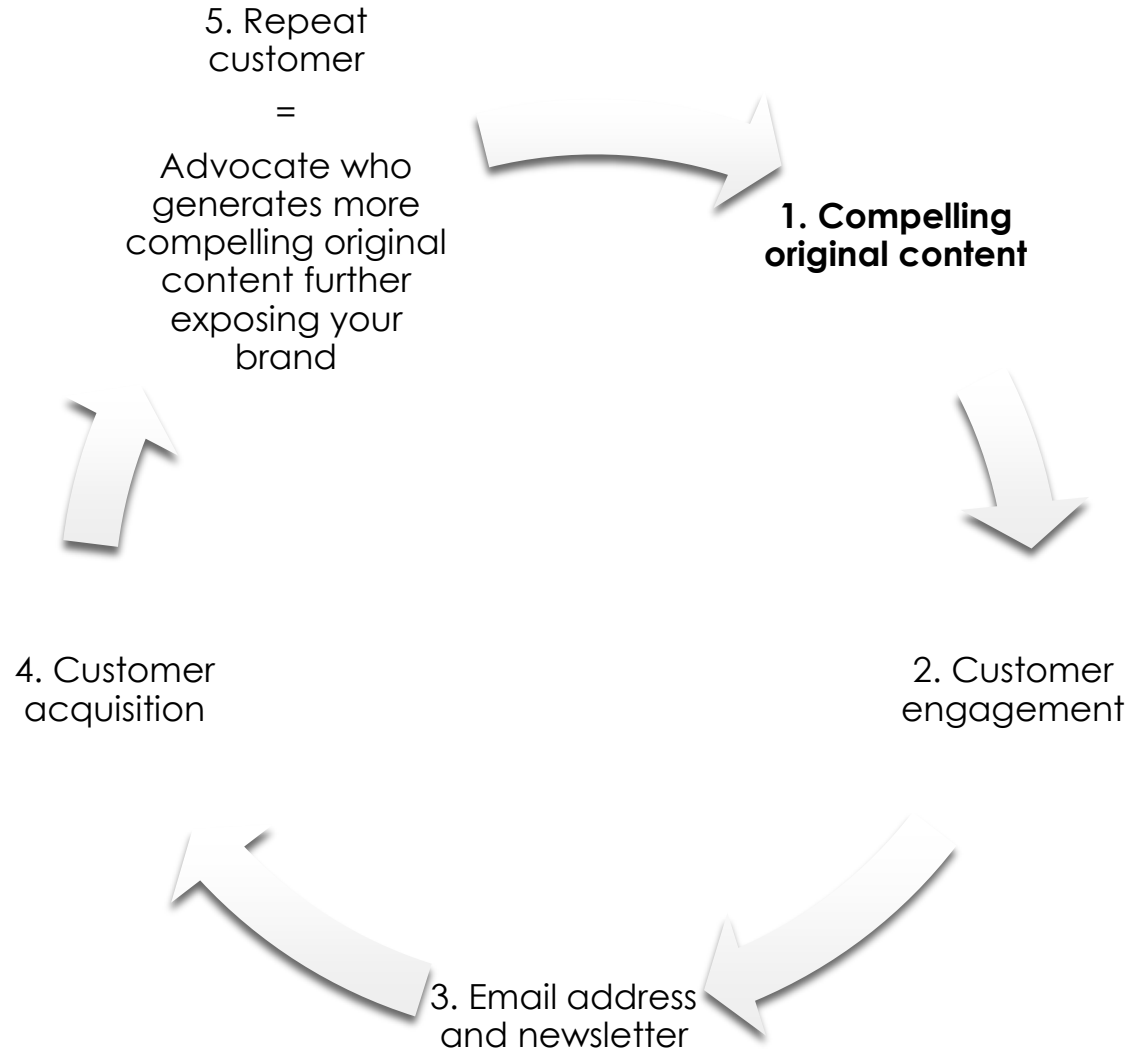 5. Repeat
customer
=
Advocate who
generates more
compelling original
content further
exposing your
brand
1. Compelling
original content
2. Customer
engagement
3. Email address
and newsletter
4. Customer
acquisition